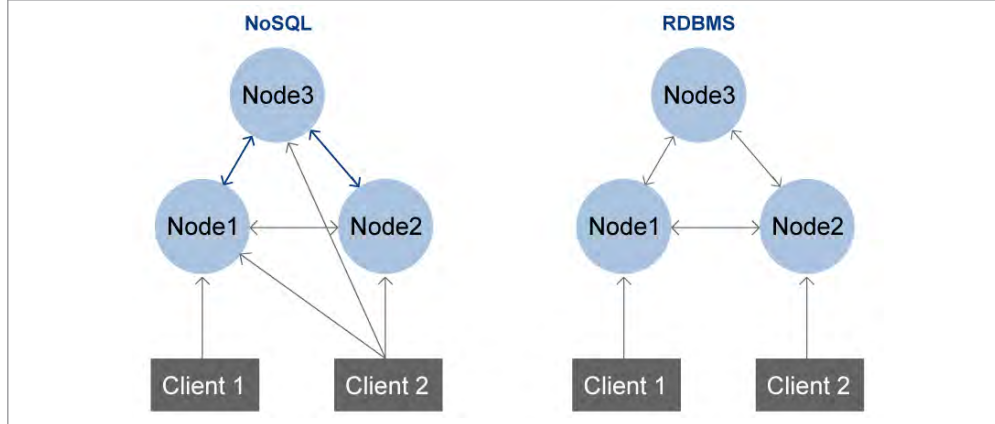 NoSQL
Node3
Node1
Node2
Client 1
Client 2
RDBMS
Node3
Node1
Node2
Client 1
Client 2